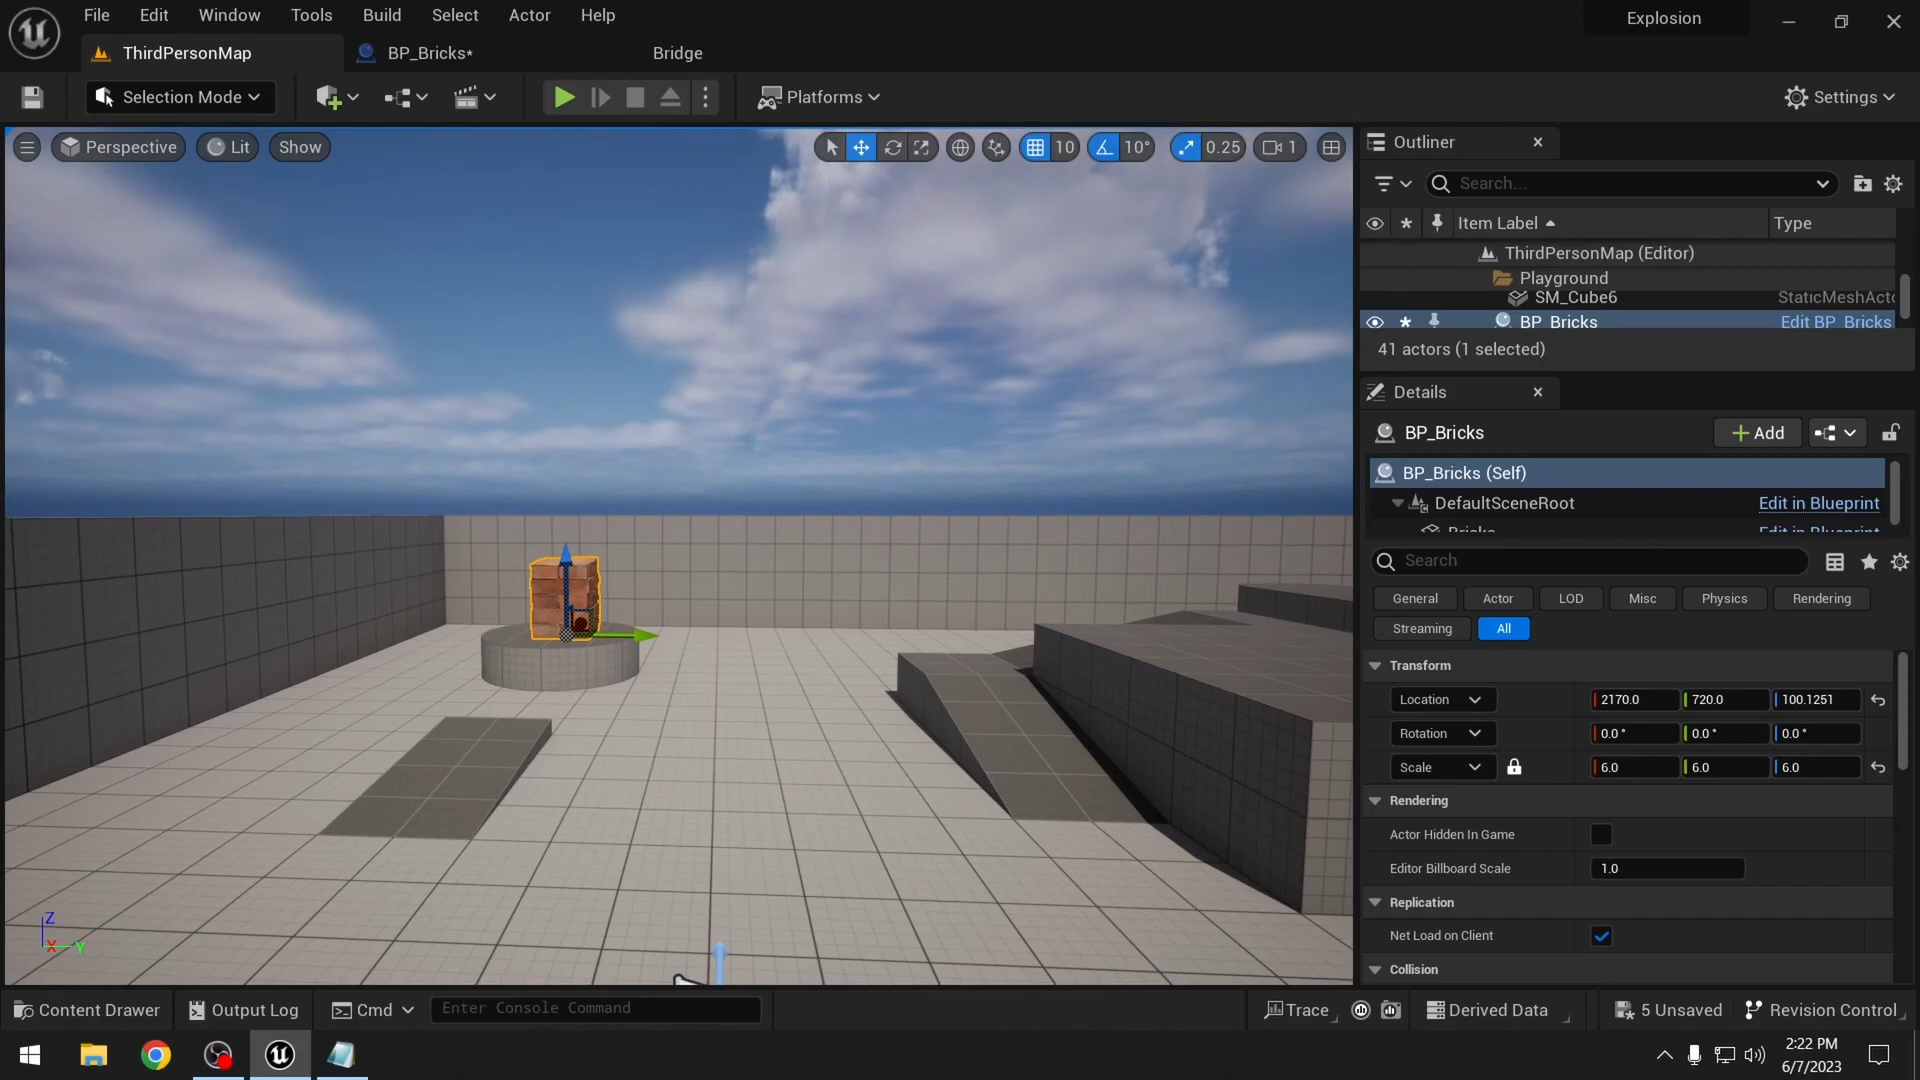 File Edit Window Tools Build Select Actor Help
Explosion
ThirdPersonMap BP_Bricks* Bridge
Selection Mode Platforms Settings
Perspective Lit Show 10 10° 0.25 1
Outliner
Search...
Item Label Type
ThirdPersonMap (Editor)
Playground
SM_Cube6 StaticMeshActo
BP_Bricks Edit BP_Bricks
41 actors (1 selected)
Details
BP_Bricks + Add
BP_Bricks (Self)
DefaultSceneRoot Edit in Blueprint
Bricks Edit in Blueprint
Search
General Actor LOD Misc Physics Rendering
Streaming All
Transform
Location 2170.0 720.0 100.1251
Rotation 0.0° 0.0° 0.0°
Scale 6.0 6.0 6.0
Rendering
Actor Hidden In Game
Editor Billboard Scale 1.0
Replication
Net Load on Client
Collision
Z
X Y
Content Drawer Output Log Cmd Enter Console Command Trace Derived Data 5 Unsaved Revision Control
2:22 PM
6/7/2023